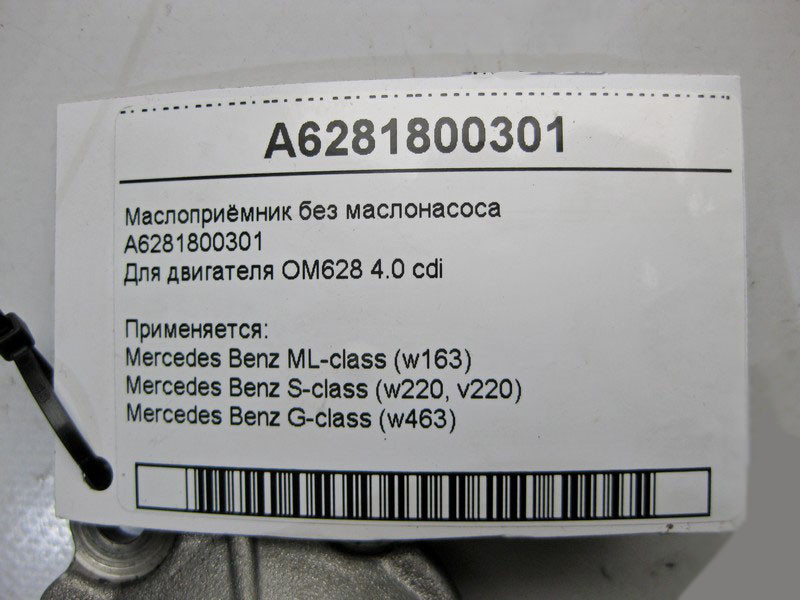 A6281800301
Маслоприёмник без маслонасоса
A6281800301
Для двигателя OM628 4.0 cdi
Применяется:
Mercedes Benz ML-class (w163)
Mercedes Benz S-class (w220, v220)
Mercedes Benz G-class (w463)